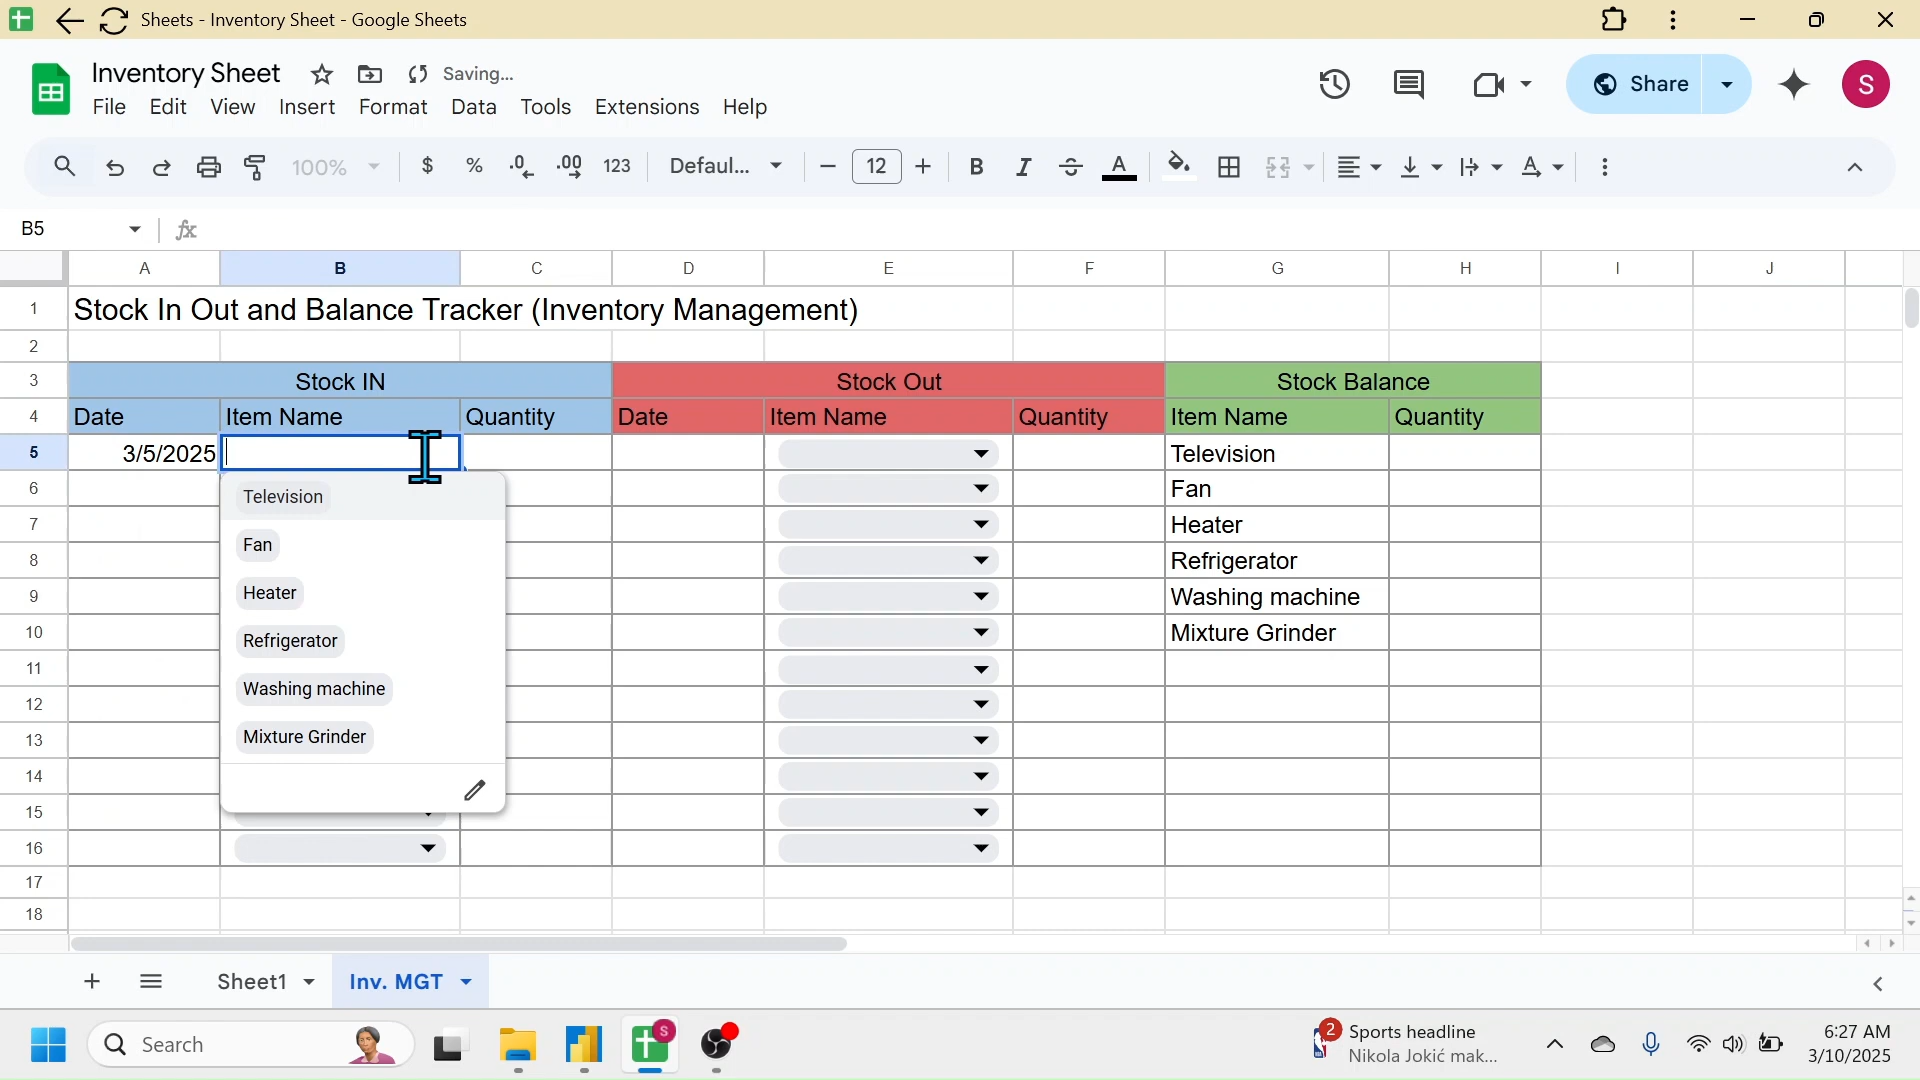 Sheets - Inventory Sheet - Google Sheets
Inventory Sheet Saving...
File Edit View Insert Format Data Tools Extensions Help
Share
S
100% $ % .0 .00 123 Defaul... 12 B I S A A
B5 fx
A B C D E F G H I J
1 Stock In Out and Balance Tracker (Inventory Management)
2
3 Stock IN Stock Out Stock Balance
4 Date Item Name Quantity Date Item Name Quantity Item Name Quantity
5 3/5/2025 Television
6 Television Fan
7 Fan Heater
8 Heater Refrigerator
9 Refrigerator Washing machine
10 Washing machine Mixture Grinder
11 Mixture Grinder
12
13
14
15
16
17
18
Sheet1 Inv. MGT
Search
S
2 Sports headline
Nikola Jokić mak...
6:27 AM
3/10/2025